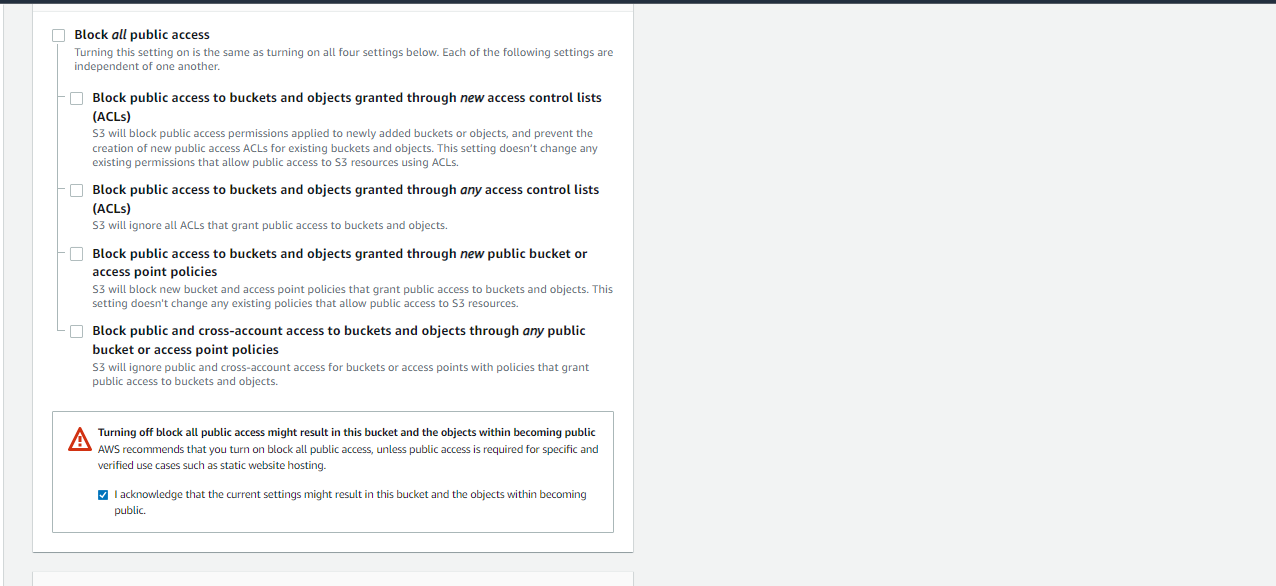 Block all public access
Turning this setting on is the same as turning on all four settings below. Each of the following settings are
independent of one another.
Block public access to buckets and objects granted through new access control lists
(ACLs)
S3 will block public access permissions applied to newly added buckets or objects, and prevent the
creation of new public access ACLs for existing buckets and objects. This setting doesn't change any
existing permissions that allow public access to S3 resources using ACLs.
Block public access to buckets and objects granted through any access control lists
(ACLs)
S3 will ignore all ACLs that grant public access to buckets and objects.
Block public access to buckets and objects granted through new public bucket or
access point policies
S3 will block new bucket and access point policies that grant public access to buckets and objects. This
setting doesn't change any existing policies that allow public access to S3 resources.
Block public and cross-account access to buckets and objects through any public
bucket or access point policies
S3 will ignore public and cross-account access for buckets or access points with policies that grant
public access to buckets and objects.
Turning off block all public access might result in this bucket and the objects within becoming public
AWS recommends that you turn on block all public access, unless public access is required for specific and
verified use cases such as static website hosting.
I acknowledge that the current settings might result in this bucket and the objects within becoming
public.